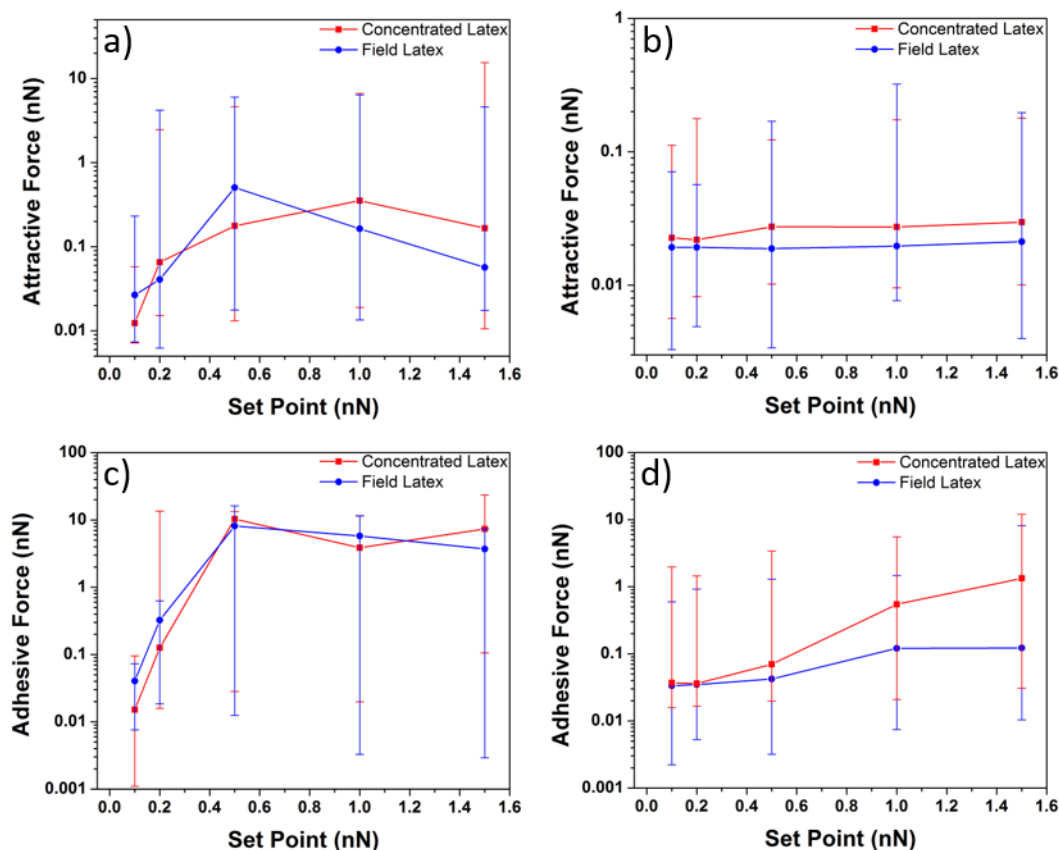 a)
Concentrated Latex
Field Latex
10
1
0.1
0.01
Attractive Force (nN)
0.0 0.2 0.4 0.6 0.8 1.0 1.2 1.4 1.6
Set Point (nN)
b)
Concentrated Latex
Field Latex
1
0.1
0.01
Attractive Force (nN)
0.0 0.2 0.4 0.6 0.8 1.0 1.2 1.4 1.6
Set Point (nN)
c)
Concentrated Latex
Field Latex
100
10
1
0.1
0.01
0.001
Adhesive Force (nN)
0.0 0.2 0.4 0.6 0.8 1.0 1.2 1.4 1.6
Set Point (nN)
d)
Concentrated Latex
Field Latex
100
10
1
0.1
0.01
0.001
Adhesive Force (nN)
0.0 0.2 0.4 0.6 0.8 1.0 1.2 1.4 1.6
Set Point (nN)